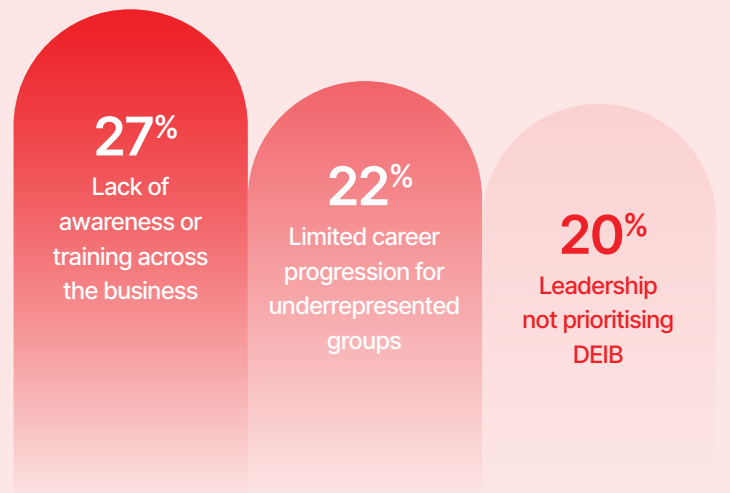 27%
Lack of
awareness or
training across
the business
22%
Limited career
progression for
underrepresented
groups
20%
Leadership
not prioritising
DEIB